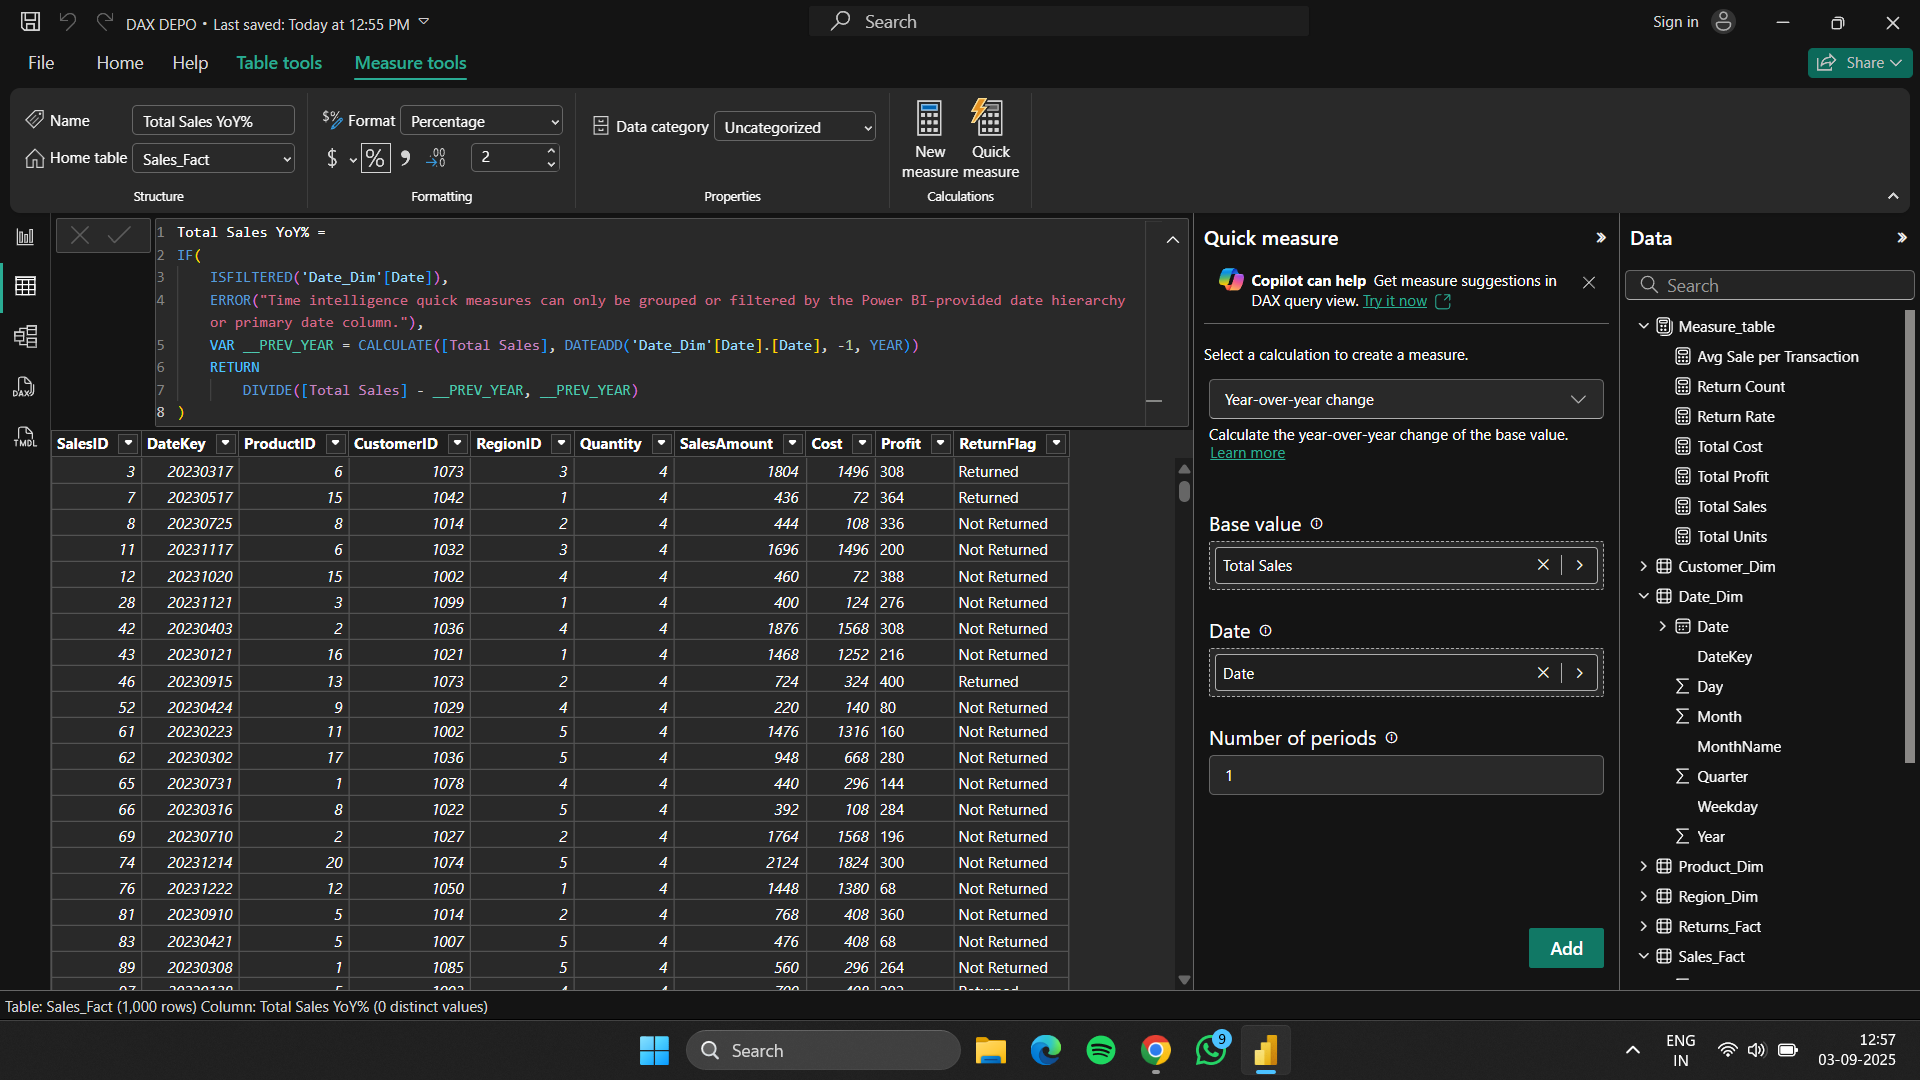 DAX DEPO • Last saved: Today at 12:55 PM
Search
Sign in
File
Home
Help
Table tools
Measure tools
Share
Name
Total Sales YoY%
Home table
Sales_Fact
Structure
$% Format
Percentage
$ % 9 .00 →0
2
Formatting
Data category
Uncategorized
Properties
New measure
Quick measure
Calculations
1 Total Sales YoY% =
2 IF(
3 ISFILTERED('Date_Dim'[Date]),
4 ERROR("Time intelligence quick measures can only be grouped or filtered by the Power BI-provided date hierarchy
or primary date column."),
5 VAR __PREV_YEAR = CALCULATE([Total Sales], DATEADD('Date_Dim'[Date].[Date], -1, YEAR))
6 RETURN
7 DIVIDE([Total Sales] - __PREV_YEAR, __PREV_YEAR)
8 )
DAX
TMDL
SalesID DateKey ProductID CustomerID RegionID Quantity SalesAmount Cost Profit ReturnFlag
3 20230317 6 1073 3 4 1804 1496 308 Returned
7 20230517 15 1042 1 4 436 72 364 Returned
8 20230725 8 1014 2 4 444 108 336 Not Returned
11 20231117 6 1032 3 4 1696 1496 200 Not Returned
12 20231020 15 1002 4 4 460 72 388 Not Returned
28 20231121 3 1099 1 4 400 124 276 Not Returned
42 20230403 2 1036 4 4 1876 1568 308 Not Returned
43 20230121 16 1021 1 4 1468 1252 216 Not Returned
46 20230915 13 1073 2 4 724 324 400 Returned
52 20230424 9 1029 4 4 220 140 80 Not Returned
61 20230223 11 1002 5 4 1476 1316 160 Not Returned
62 20230302 17 1036 5 4 948 668 280 Not Returned
65 20230731 1 1078 4 4 440 296 144 Not Returned
66 20230316 8 1022 5 4 392 108 284 Not Returned
69 20230710 2 1027 2 4 1764 1568 196 Not Returned
74 20231214 20 1074 5 4 2124 1824 300 Not Returned
76 20231222 12 1050 1 4 1448 1380 68 Not Returned
81 20230910 5 1014 2 4 768 408 360 Not Returned
83 20230421 5 1007 5 4 476 408 68 Not Returned
89 20230308 1 1085 5 4 560 296 264 Not Returned
Table: Sales_Fact (1,000 rows) Column: Total Sales YoY% (0 distinct values)
Quick measure
Copilot can help Get measure suggestions in
DAX query view. Try it now
Select a calculation to create a measure.
Year-over-year change
Calculate the year-over-year change of the base value.
Learn more
Base value
Total Sales
Date
Date
Number of periods
1
Add
Data
Search
Measure_table
Avg Sale per Transaction
Return Count
Return Rate
Total Cost
Total Profit
Total Sales
Total Units
Customer_Dim
Date_Dim
Date
DateKey
Day
Month
MonthName
Quarter
Weekday
Year
Product_Dim
Region_Dim
Returns_Fact
Sales_Fact
Search
9
ENG
IN
12:57
03-09-2025